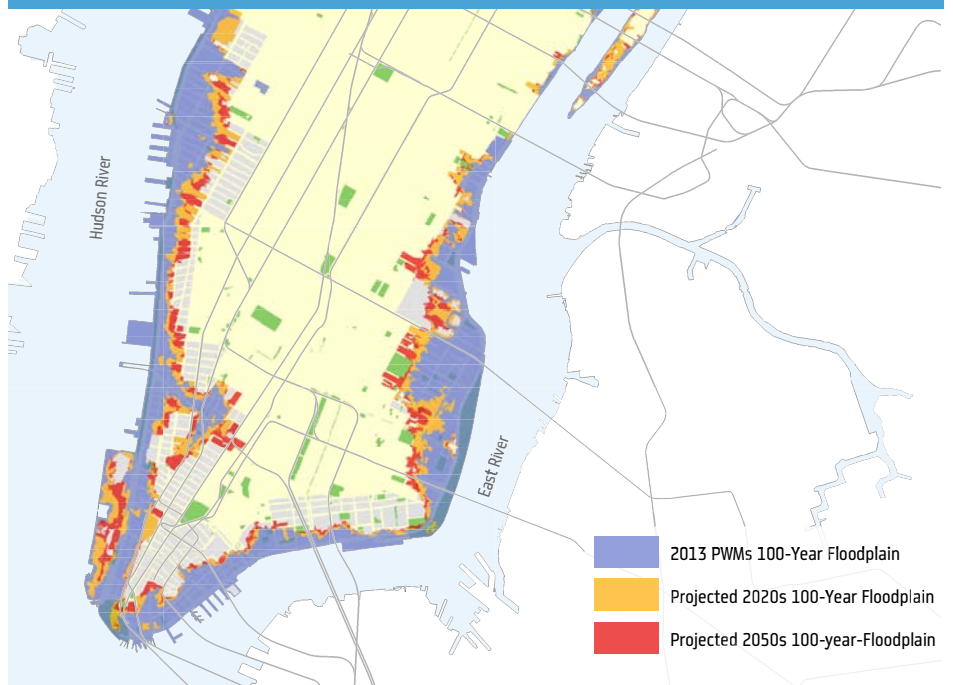 Hudson River
East River
2013 PWMs 100-Year Floodplain
Projected 2020s 100-Year Floodplain
Projected 2050s 100-year-Floodplain